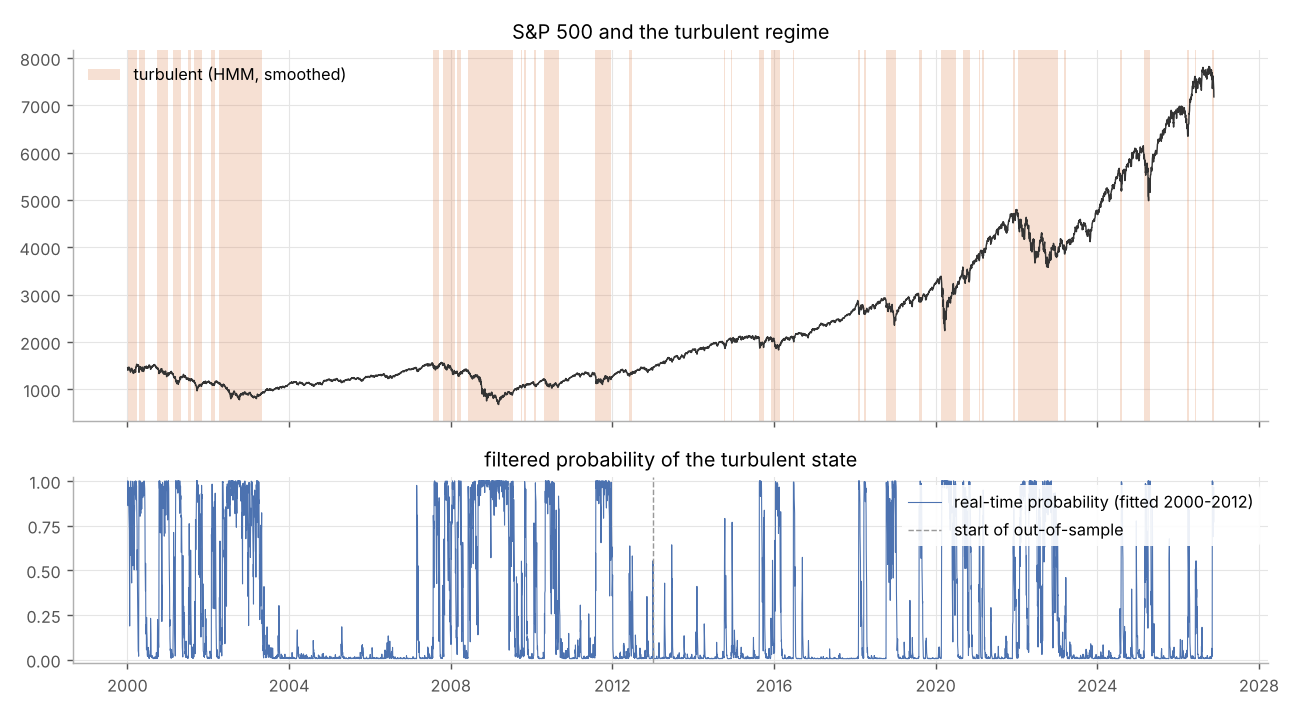 S&P 500 and the turbulent regime
turbulent (HMM, smoothed)
8000
7000
6000
5000
4000
3000
2000
1000
filtered probability of the turbulent state
real-time probability (fitted 2000-2012)
start of out-of-sample
1.00
0.75
0.50
0.25
0.00
2000 2004 2008 2012 2016 2020 2024 2028